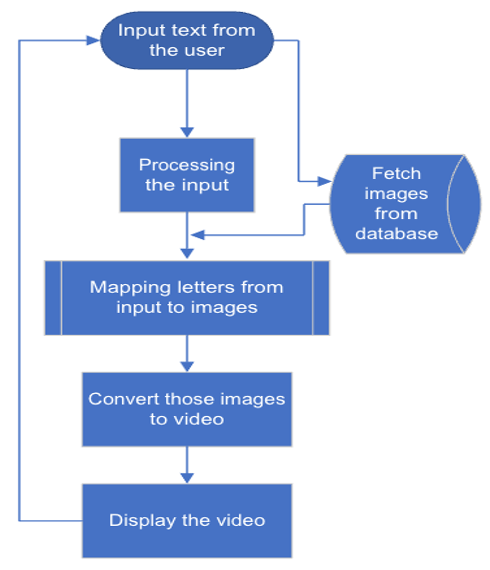 Input text from
the user
Processing
the input
Fetch
images
from
database
Mapping letters from
input to images
Convert those images
to video
Display the video